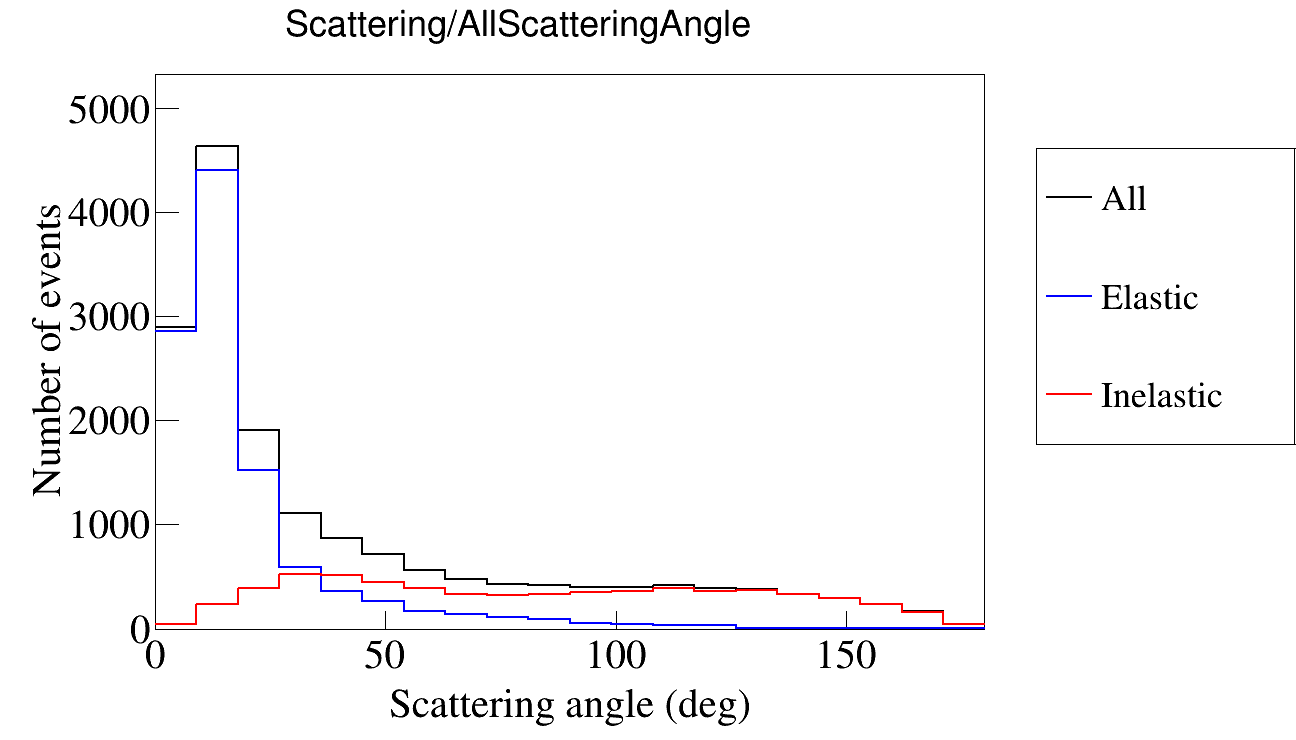 Scattering/AllScatteringAngle
5000
4000
3000
2000
1000
0
Number of events
0 50 100 150
Scattering angle (deg)
All
Elastic
Inelastic